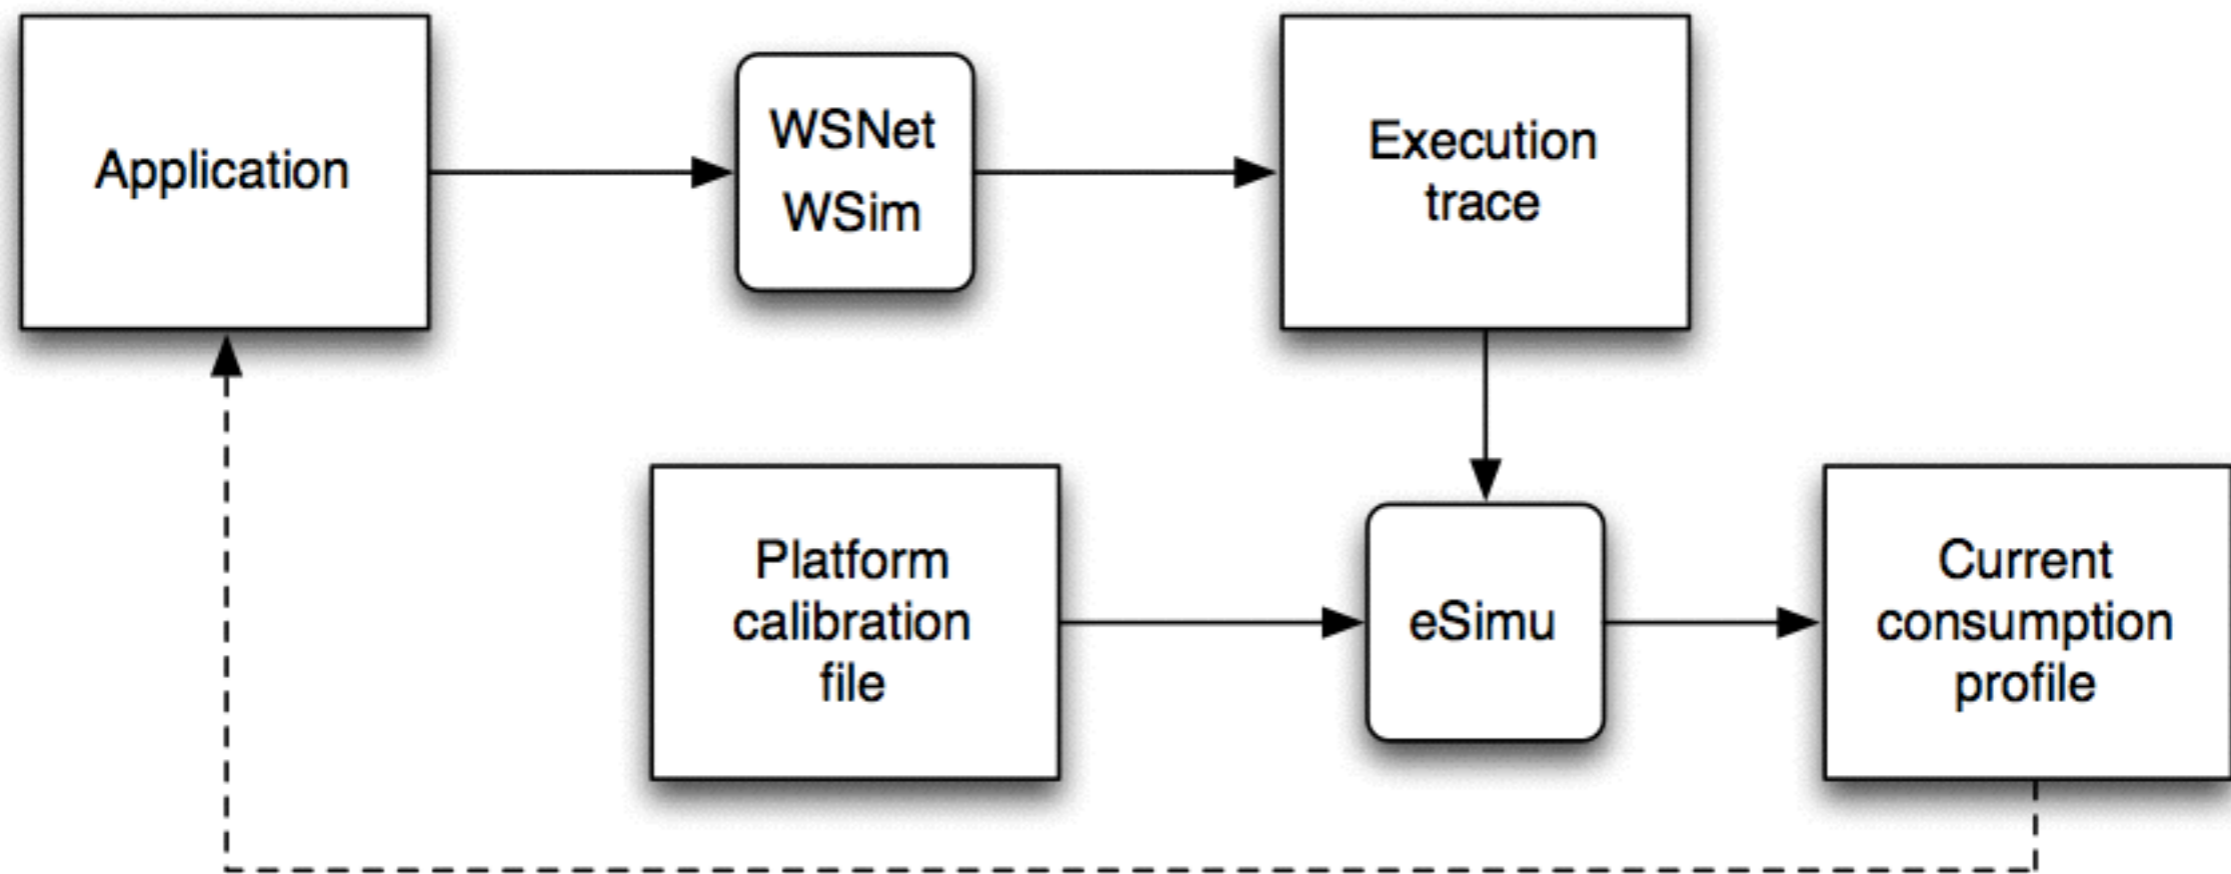 Application
WSNet
WSim
Execution
trace
Platform
calibration
file
eSimu
Current
consumption
profile